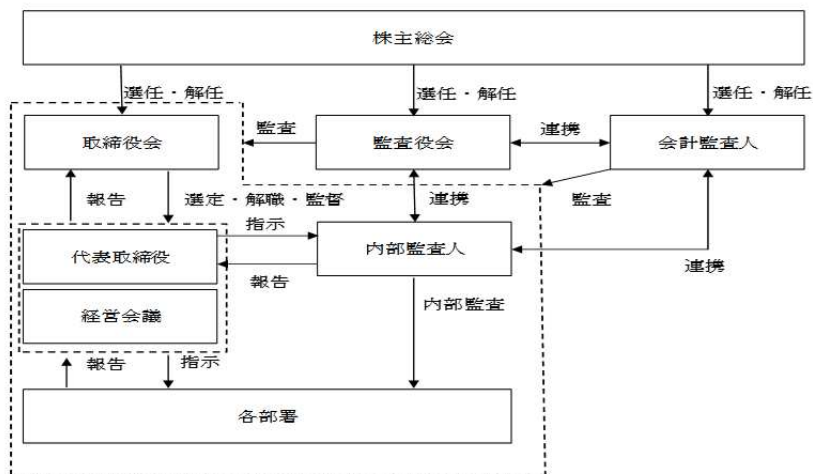 株主総会
選任・解任
選任・解任
選任・解任
取締役会
監査
監査役会
連携
会計監査人
報告
選定・解職・監督
連携
監査
指示
代表取締役
内部監査人
報告
連携
経営会議
内部監査
報告
指示
各部署